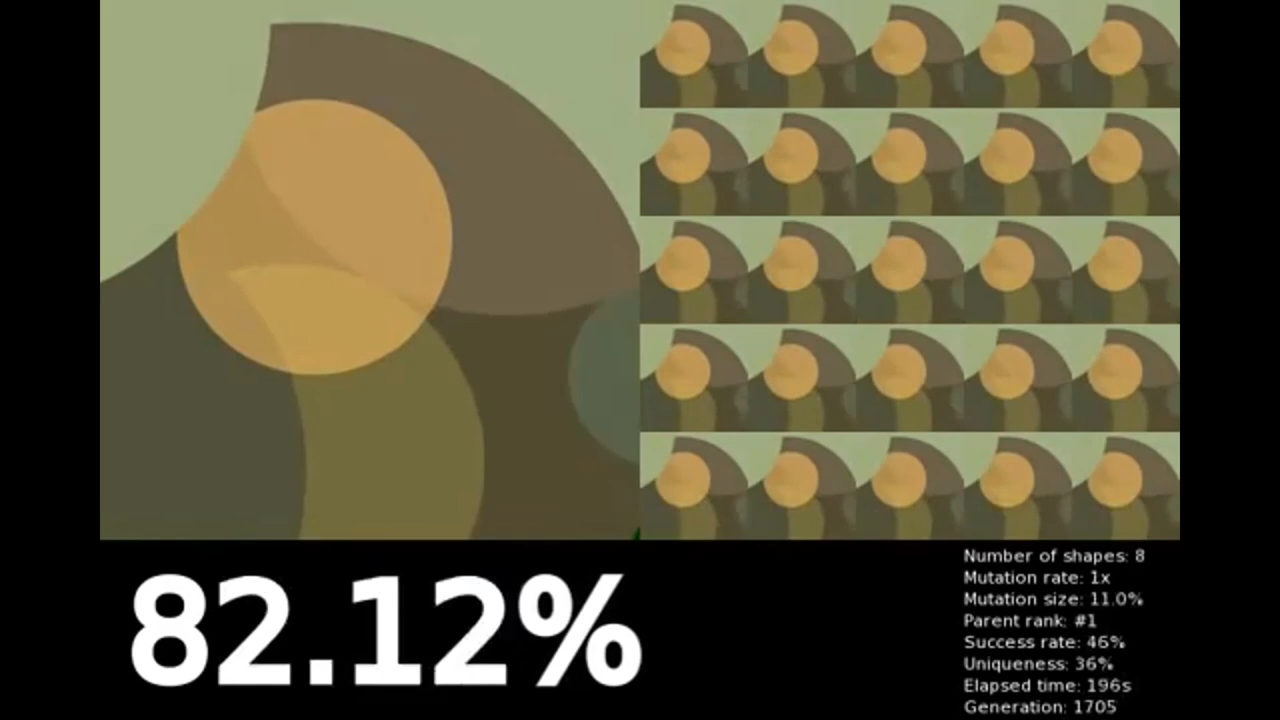 82.12%
Number of shapes: 8
Mutation rate: 1x
Mutation size: 11.0%
Parent rank: #1
Success rate: 46%
Uniqueness: 36%
Elapsed time: 196s
Generation: 1705